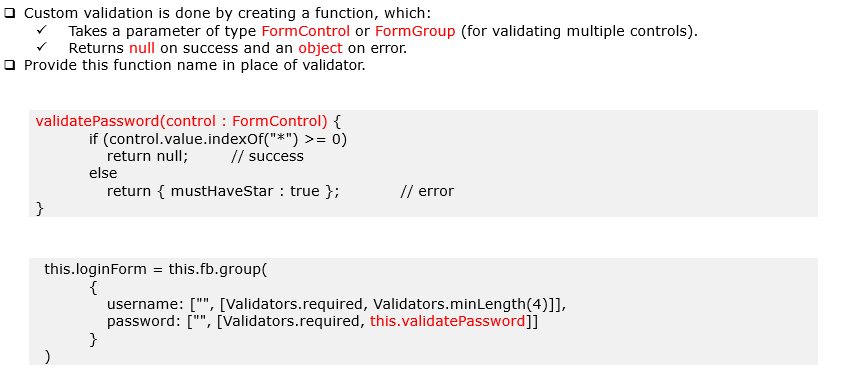 ❑ Custom validation is done by creating a function, which:
✓ Takes a parameter of type FormControl or FormGroup (for validating multiple controls).
✓ Returns null on success and an object on error.
❑ Provide this function name in place of validator.
validatePassword(control : FormControl) {
if (control.value.indexOf("*") >= 0)
return null; // success
else
return { mustHaveStar : true }; // error
}
this.loginForm = this.fb.group(
{
username: ["", [Validators.required, Validators.minLength(4)]],
password: ["", [Validators.required, this.validatePassword]]
}
)